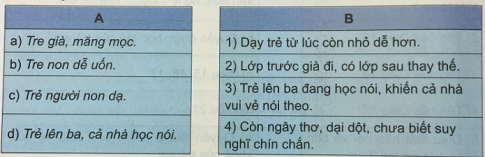 A
a) Tre già, măng mọc.
b) Tre non dễ uốn.
c) Trẻ người non dạ.
d) Trẻ lên ba, cả nhà học nói.
B
1) Dạy trẻ từ lúc còn nhỏ dễ hơn.
2) Lớp trước già đi, có lớp sau thay thế.
3) Trẻ lên ba đang học nói, khiến cả nhà
vui vẻ nói theo.
4) Còn ngây thơ, dại dột, chưa biết suy
nghĩ chín chắn.